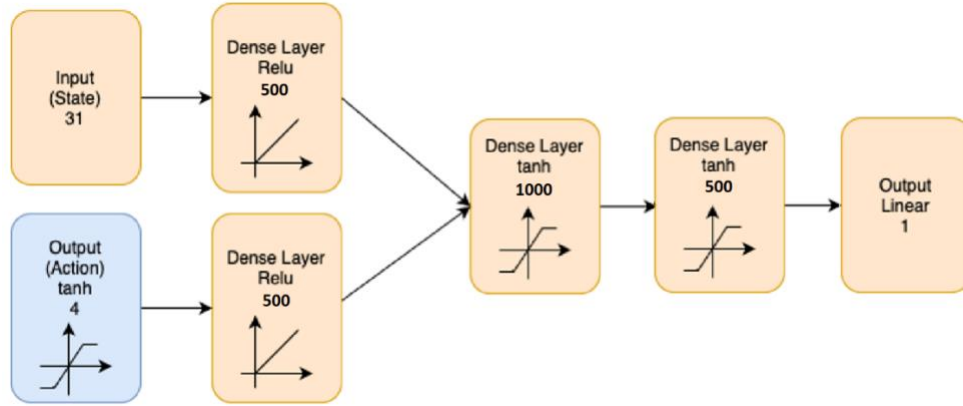 Input
(State)
31
Dense Layer
Relu
500
Output
(Action)
tanh
4
Dense Layer
Relu
500
Dense Layer
tanh
1000
Dense Layer
tanh
500
Output
Linear
1